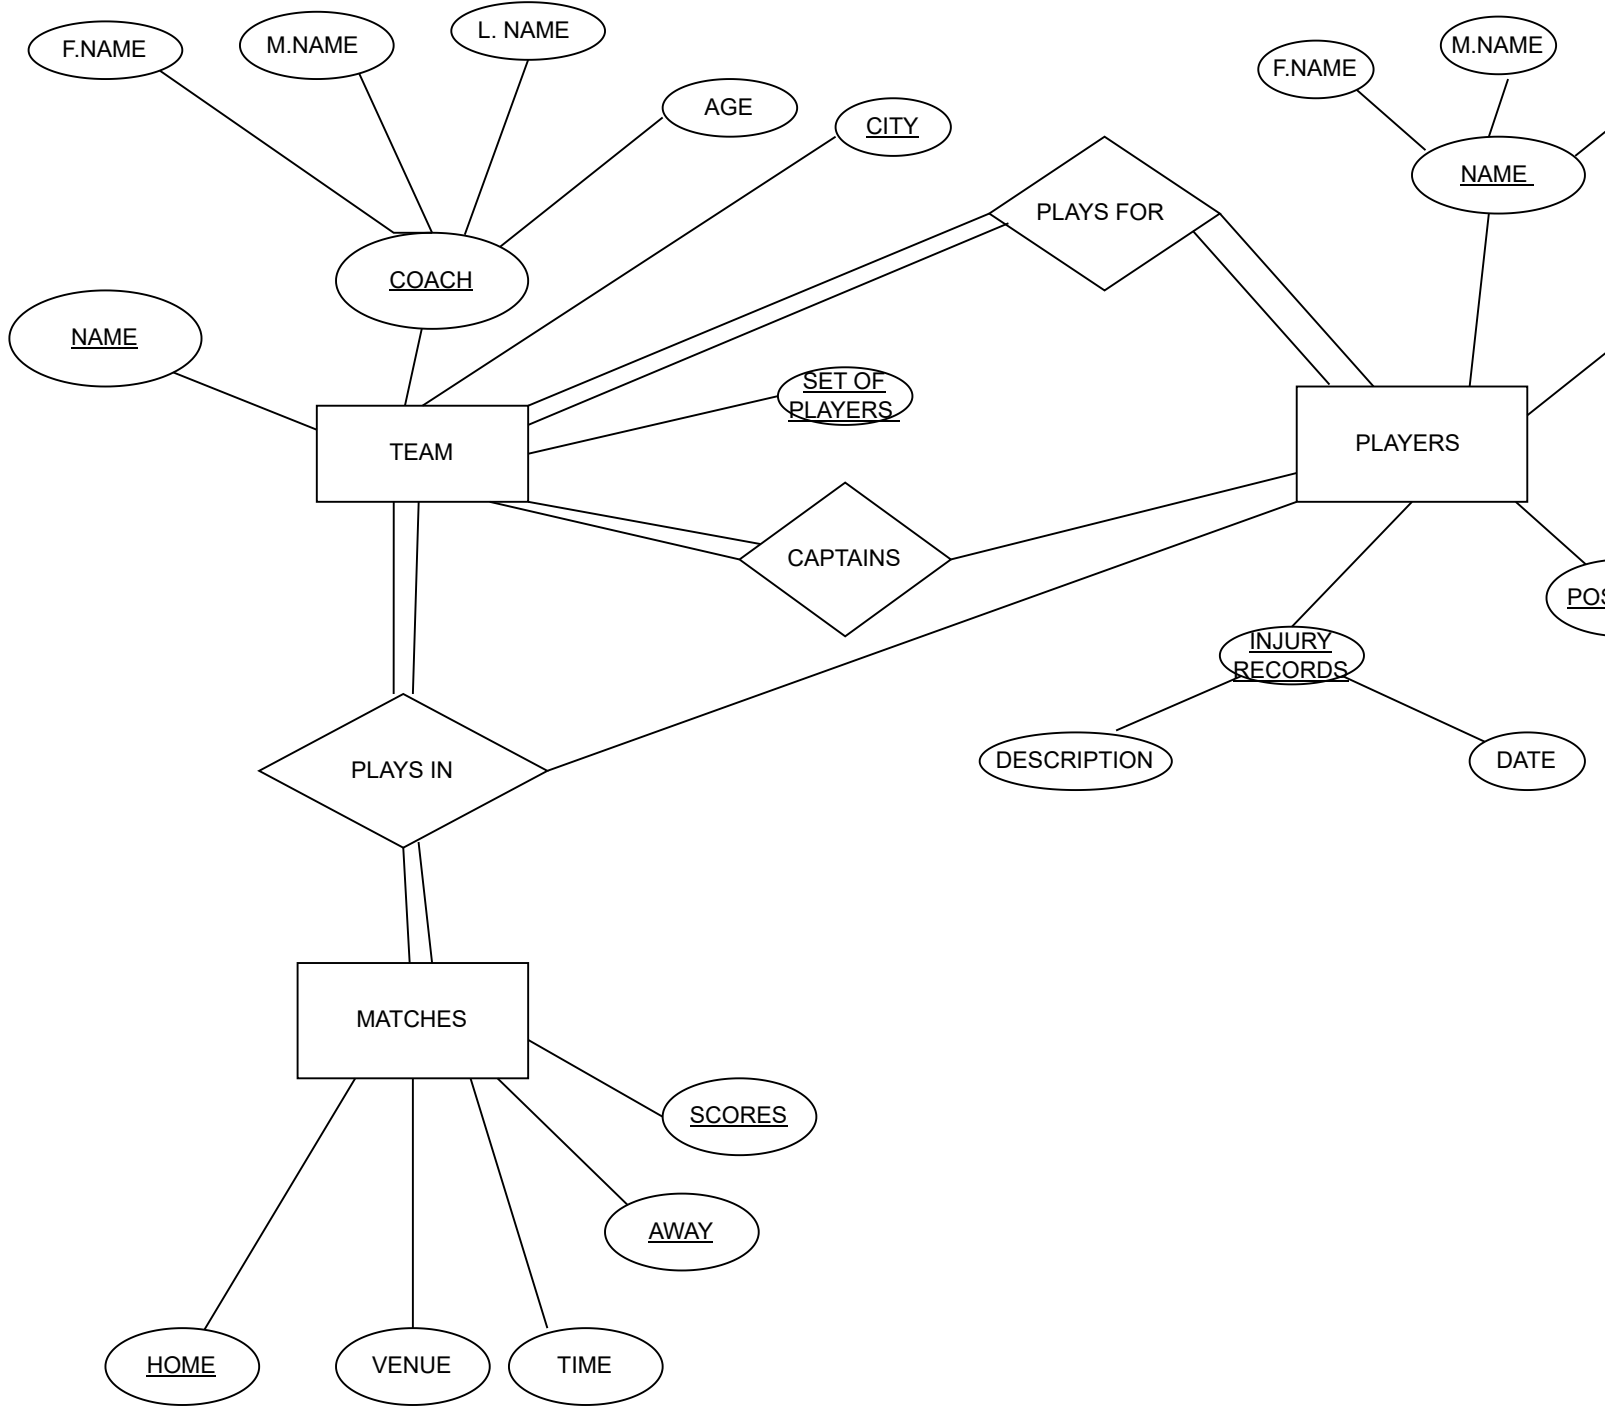 F.NAME
M.NAME
L. NAME
AGE
CITY
COACH
NAME
TEAM
SET OF
PLAYERS
PLAYS FOR
F.NAME
M.NAME
NAME
PLAYERS
CAPTAINS
INJURY
RECORDS
DESCRIPTION
DATE
PLAYS IN
MATCHES
SCORES
AWAY
HOME
VENUE
TIME